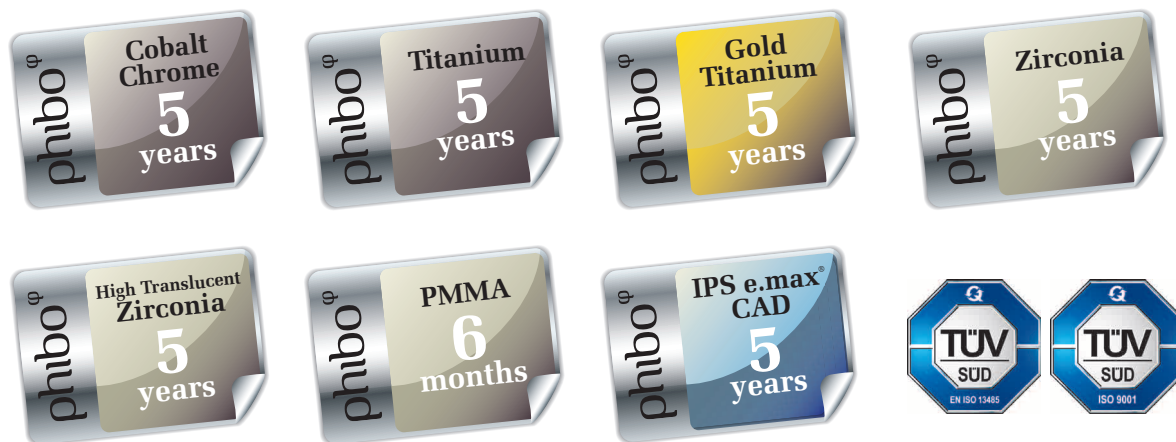 phibo φ
Cobalt
Chrome
5
years
phibo φ
Titanium
5
years
phibo φ
Gold
Titanium
5
years
phibo φ
Zirconia
5
years
phibo φ
High Translucent
Zirconia
5
years
phibo φ
PMMA
6
months
phibo φ
IPS e.max®
CAD
5
years
TÜV
SÜD
EN ISO 13485
TÜV
SÜD
ISO 9001